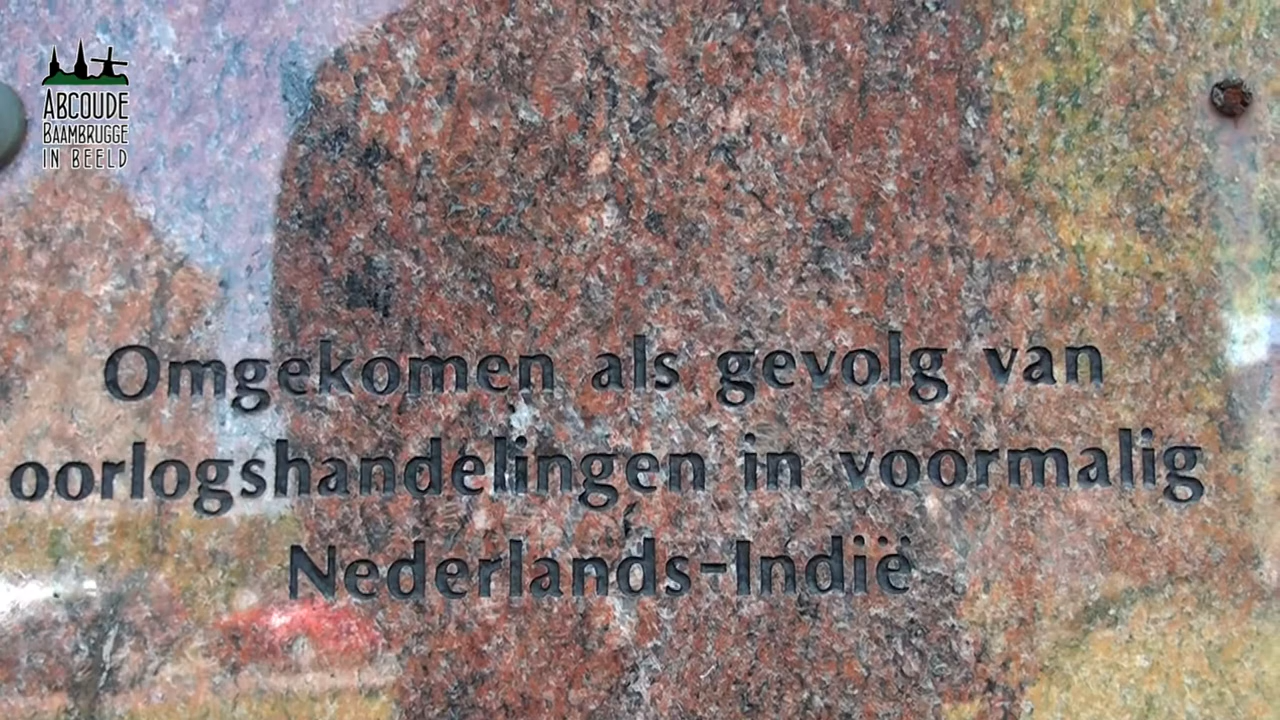 ABCOUDE
BAAMBRUGGE
IN BEELD
Omgekomen als gevolg van
oorlogshandelingen in voormalig
Nederlands-Indië